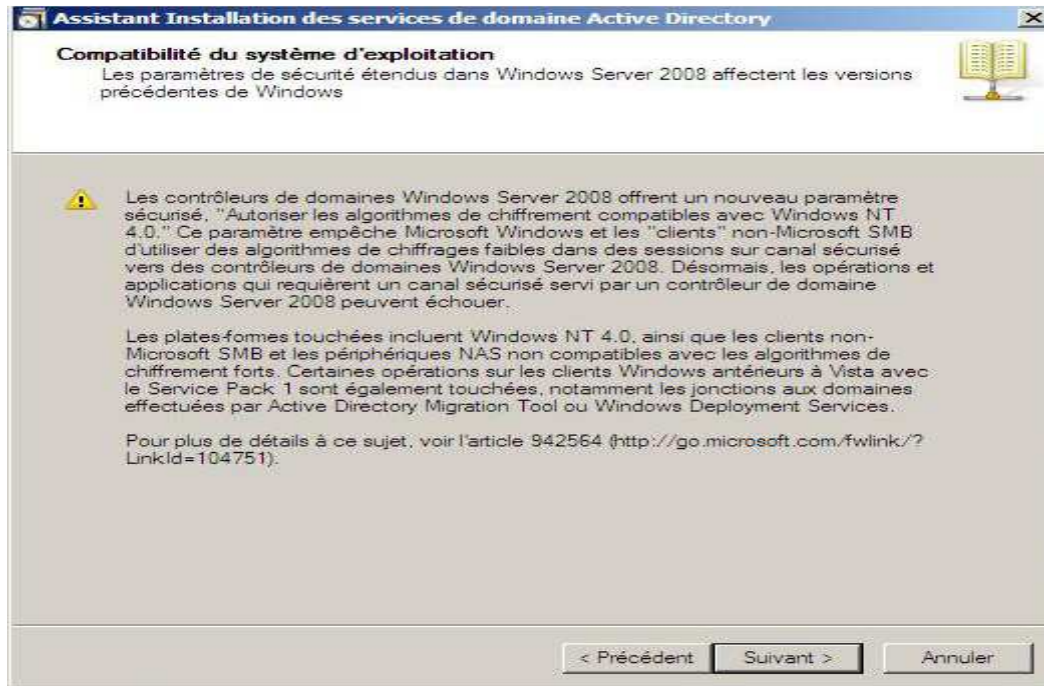 Assistant Installation des services de domaine Active Directory
Compatibilité du système d'exploitation
Les paramètres de sécurité étendus dans Windows Server 2008 affectent les versions
précédentes de Windows
Les contrôleurs de domaines Windows Server 2008 offrent un nouveau paramètre
sécurisé, "Autoriser les algorithmes de chiffrement compatibles avec Windows NT
4.0." Ce paramètre empêche Microsoft Windows et les "clients" non-Microsoft SMB
d'utiliser des algorithmes de chiffrages faibles dans des sessions sur canal sécurisé
vers des contrôleurs de domaines Windows Server 2008. Désormais, les opérations et
applications qui requièrent un canal sécurisé servi par un contrôleur de domaine
Windows Server 2008 peuvent échouer.
Les plates-formes touchées incluent Windows NT 4.0, ainsi que les clients non-
Microsoft SMB et les périphériques NAS non compatibles avec les algorithmes de
chiffrement forts. Certaines opérations sur les clients Windows antérieurs à Vista avec
le Service Pack 1 sont également touchées, notamment les jonctions aux domaines
effectuées par Active Directory Migration Tool ou Windows Deployment Services.
Pour plus de détails à ce sujet, voir l'article 942564 (http://go.microsoft.com/fwlink/?
LinkId=104751).
< Précédent
Suivant >
Annuler